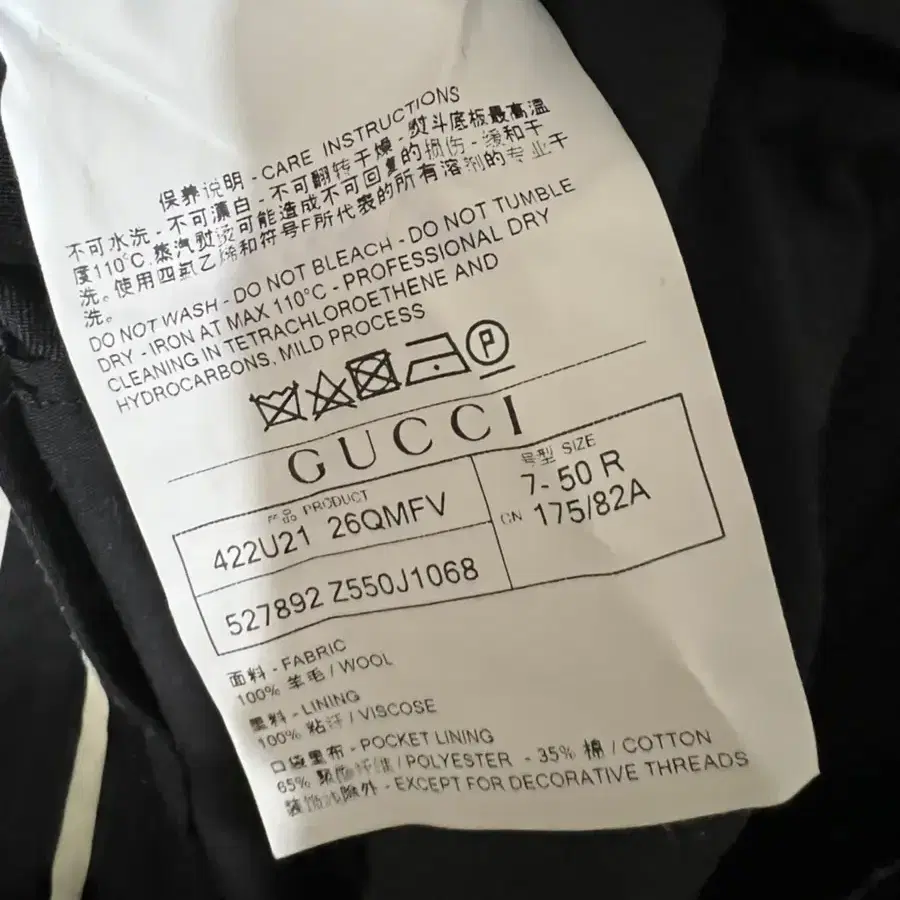 保养说明 - CARE INSTRUCTIONS
不可水洗 - 不可漂白 - 不可翻转干燥 - 熨斗底板最高温
度110°C,蒸汽熨烫可能造成不可回复的损伤 - 缓和干
洗。使用四氯乙烯和符号F所代表的所有溶剂的专业干
洗。
DO NOT WASH - DO NOT BLEACH - DO NOT TUMBLE
DRY - IRON AT MAX 110°C - PROFESSIONAL DRY
CLEANING IN TETRACHLOROETHENE AND
HYDROCARBONS, MILD PROCESS
P
GUCCI
产品 PRODUCT
422U21 26QMFV
527892 Z550J1068
号型 SIZE
7- 50 R
CN 175/82A
面料 - FABRIC
100% 羊毛 / WOOL
里料 - LINING
100% 粘纤 / VISCOSE
口袋里布 - POCKET LINING
65% 聚酯纤维 / POLYESTER - 35% 棉 / COTTON
装饰线除外 - EXCEPT FOR DECORATIVE THREADS